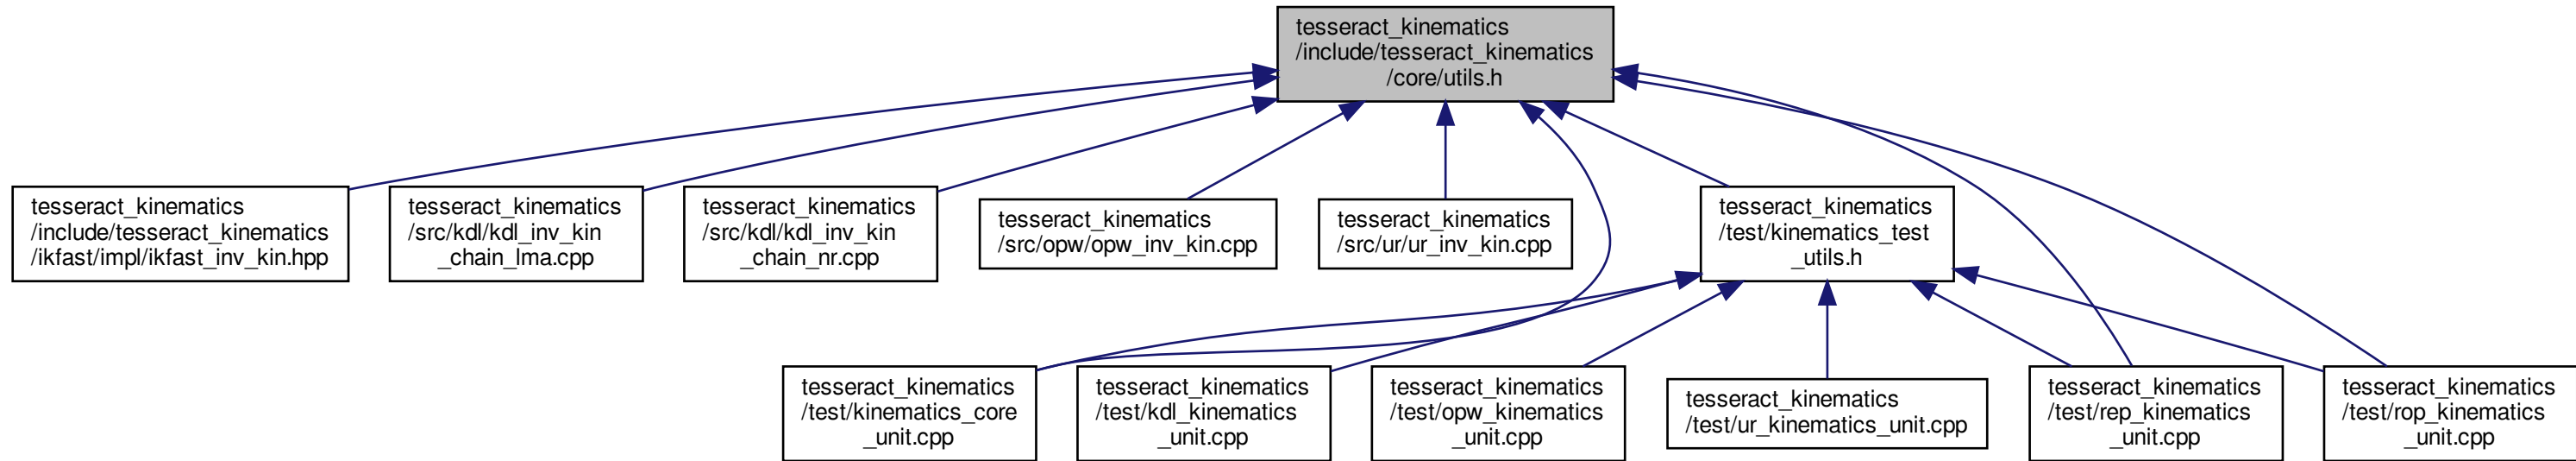 tesseract_kinematics
/include/tesseract_kinematics
/core/utils.h
tesseract_kinematics
/include/tesseract_kinematics
/ikfast/impl/ikfast_inv_kin.hpp
tesseract_kinematics
/src/kdl/kdl_inv_kin
_chain_lma.cpp
tesseract_kinematics
/src/kdl/kdl_inv_kin
_chain_nr.cpp
tesseract_kinematics
/src/opw/opw_inv_kin.cpp
tesseract_kinematics
/src/ur/ur_inv_kin.cpp
tesseract_kinematics
/test/kinematics_test
_utils.h
tesseract_kinematics
/test/kinematics_core
_unit.cpp
tesseract_kinematics
/test/kdl_kinematics
_unit.cpp
tesseract_kinematics
/test/opw_kinematics
_unit.cpp
tesseract_kinematics
/test/ur_kinematics_unit.cpp
tesseract_kinematics
/test/rep_kinematics
_unit.cpp
tesseract_kinematics
/test/rop_kinematics
_unit.cpp